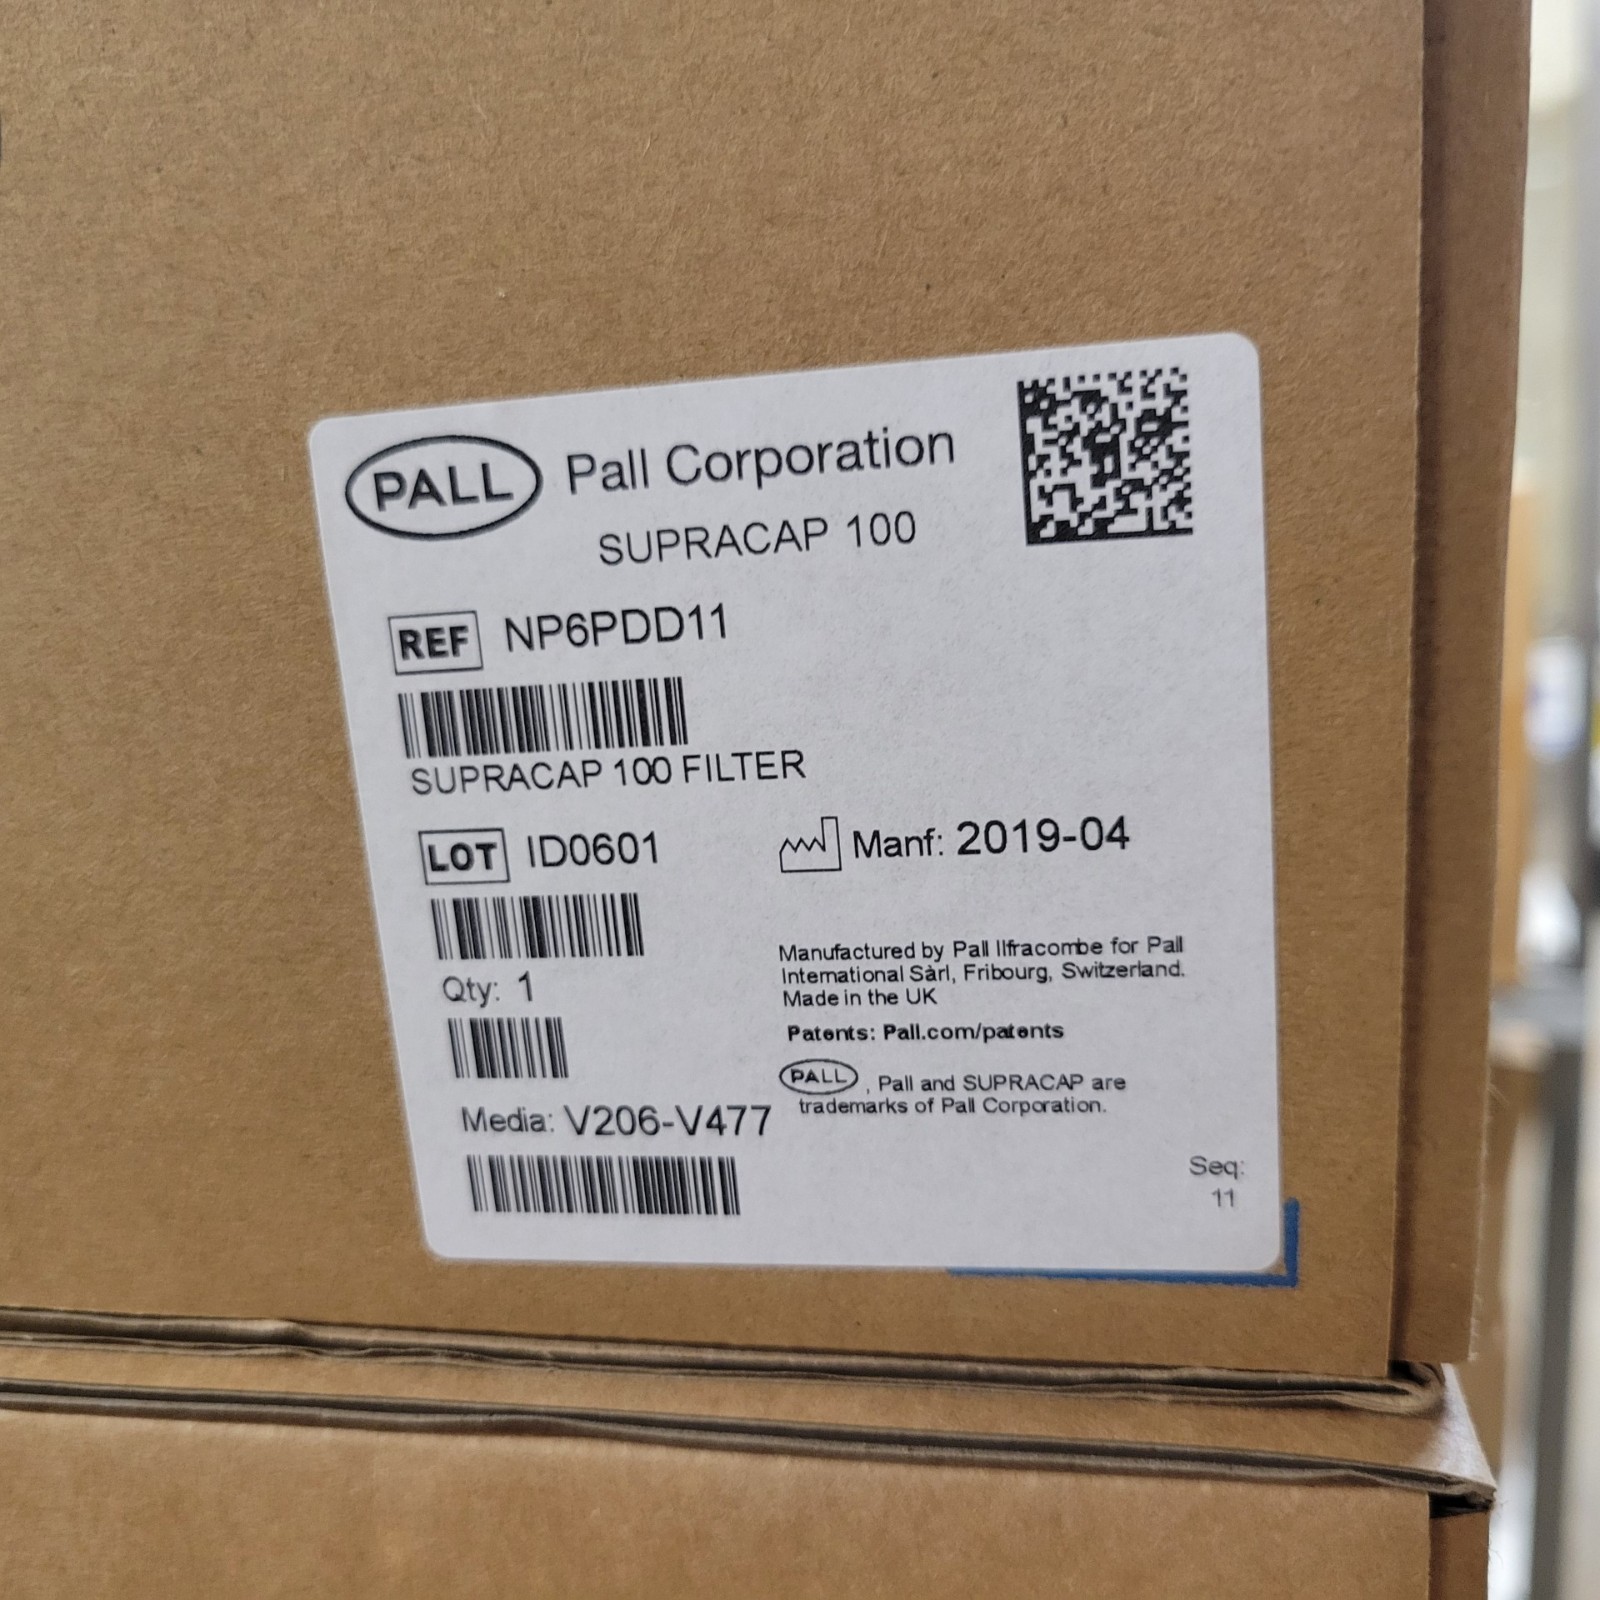 PALL Pall Corporation
SUPRACAP 100
REF NP6PDD11
SUPRACAP 100 FILTER
LOT ID0601
Manf: 2019-04
Qty: 1
Media: V206-V477
Manufactured by Pall Ilfracombe for Pall
International Sàrl, Fribourg, Switzerland.
Made in the UK
Patents: Pall.com/patents
PALL , Pall and SUPRACAP are
trademarks of Pall Corporation.
Seq:
11